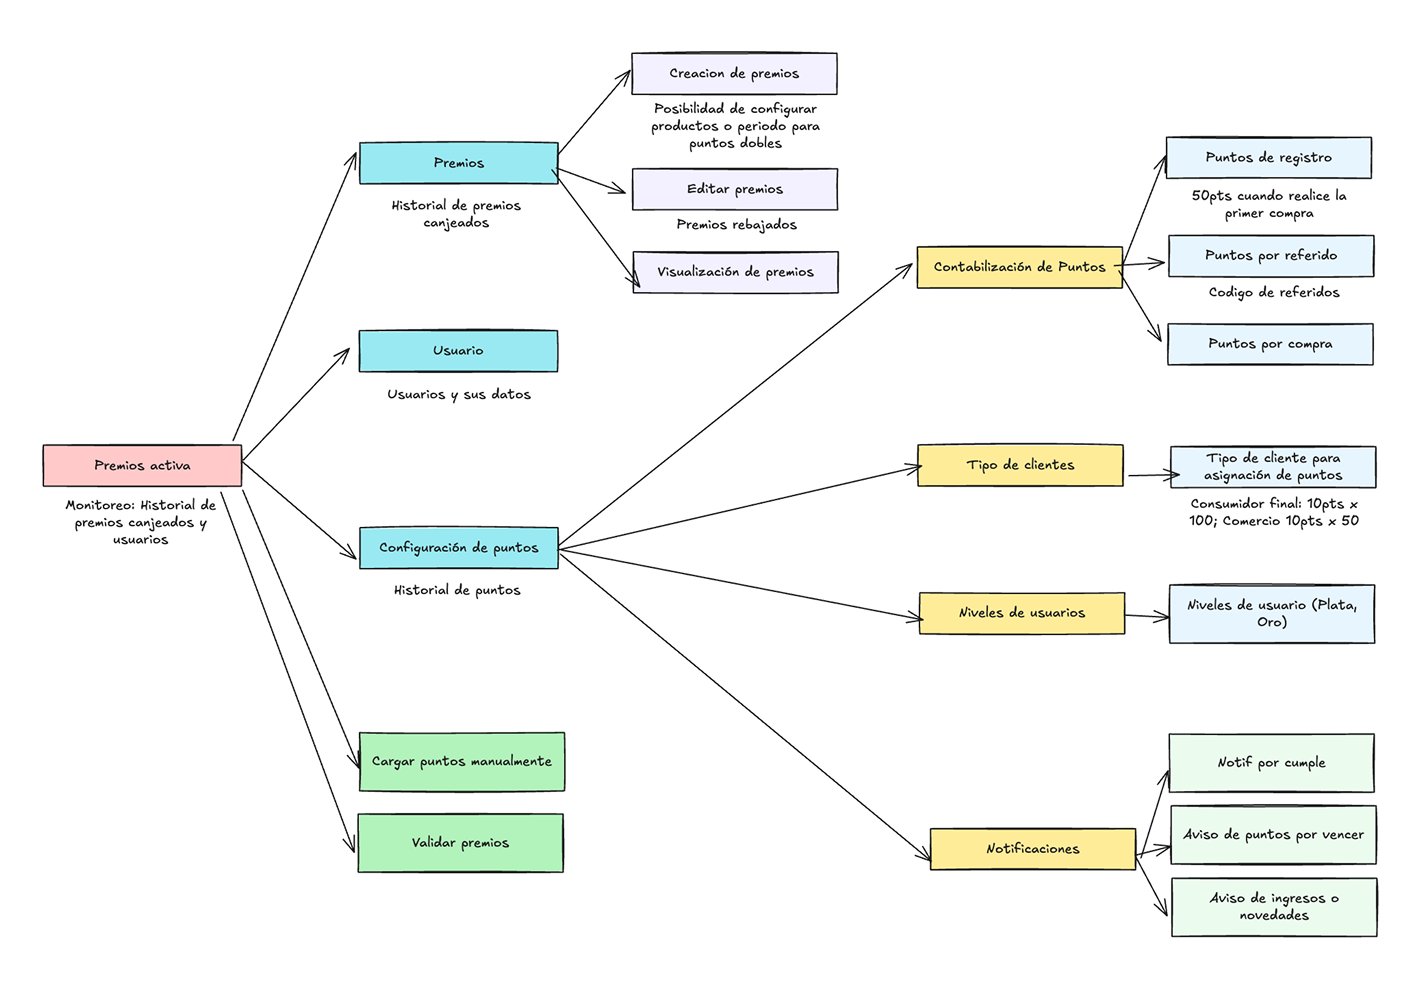 Creacion de premios
Posibilidad de configurar
productos o periodo para
puntos dobles
Premios
Historial de premios
canjeados
Editar premios
Premios rebajados
Visualización de premios
Puntos de registro
50pts cuando realice la
primer compra
Contabilización de Puntos
Puntos por referido
Codigo de referidos
Puntos por compra
Usuario
Usuarios y sus datos
Premios activa
Monitoreo: Historial de
premios canjeados y
usuarios
Tipo de clientes
Tipo de cliente para
asignación de puntos
Consumidor final: 10pts x
100; Comercio 10pts x 50
Configuración de puntos
Historial de puntos
Niveles de usuarios
Niveles de usuario (Plata,
Oro)
Cargar puntos manualmente
Validar premios
Notificaciones
Notif por cumple
Aviso de puntos por vencer
Aviso de ingresos o
novedades